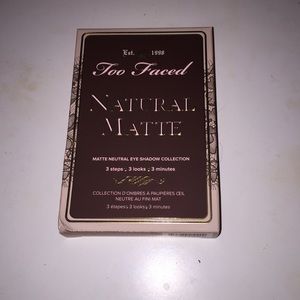 Est. 1998
Too Faced
NATURAL
MATTE
MATTE NEUTRAL EYE SHADOW COLLECTION
3 steps, 3 looks, 3 minutes
COLLECTION D'OMBRES À PAUPIÈRES ŒIL
NEUTRE AU FINI MAT
3 étapes, 3 looks, 3 minutes